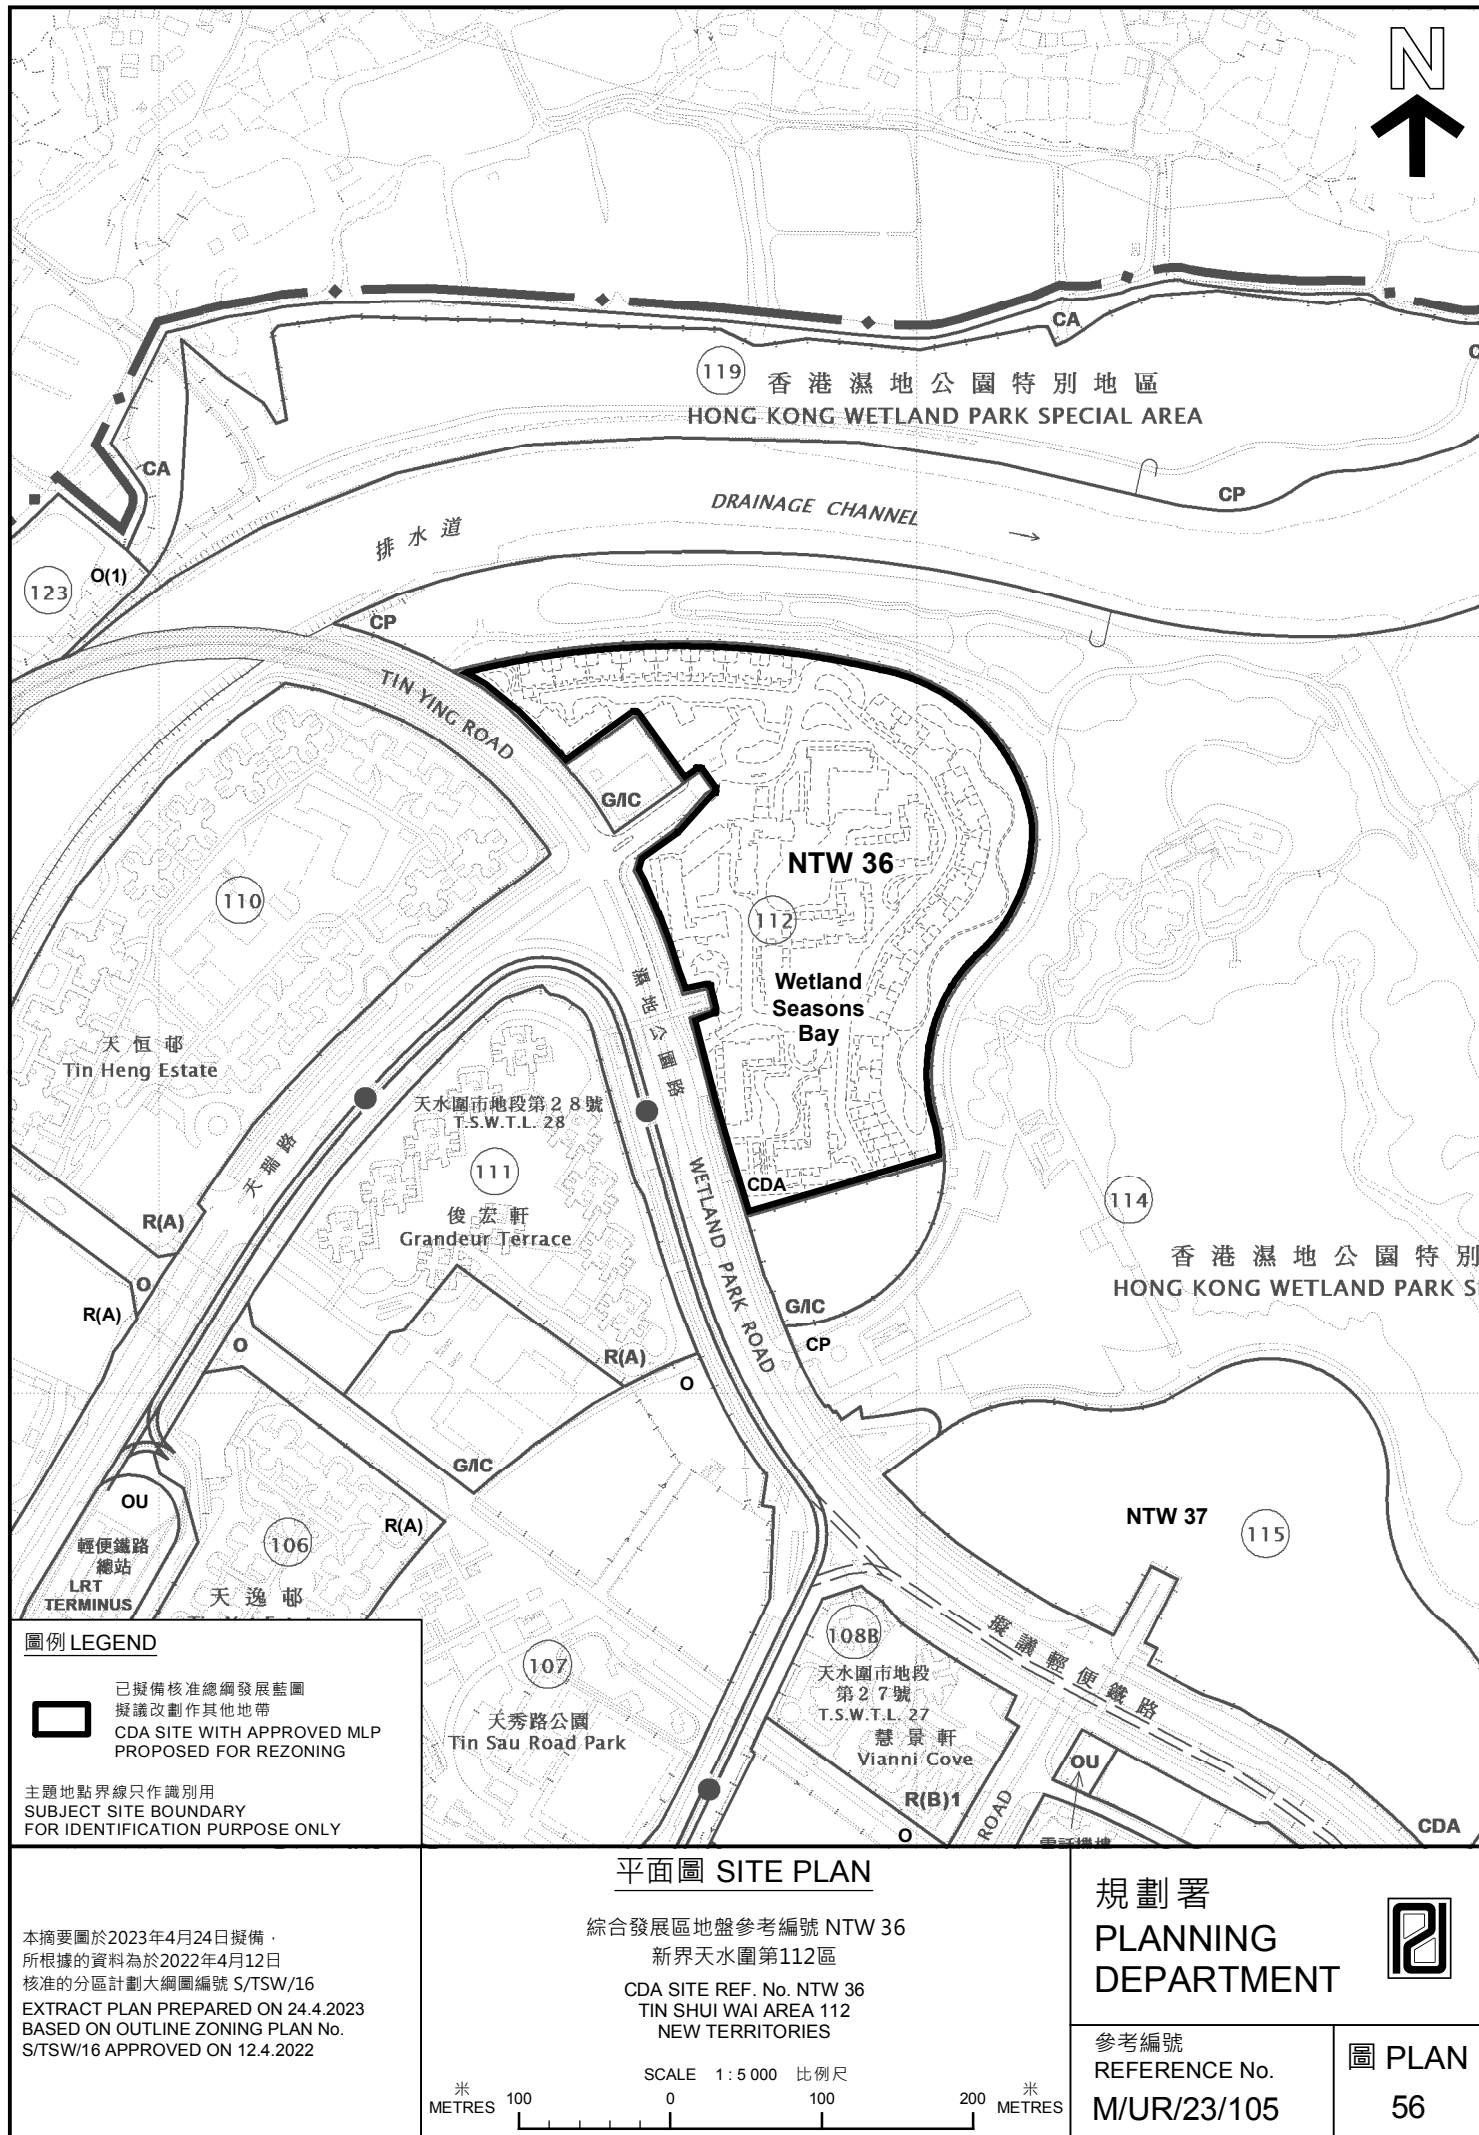 N
CA
119
香港濕地公園特別地區
HONG KONG WETLAND PARK SPECIAL AREA
CA
CP
DRAINAGE CHANNEL
排水道
O(1)
123
CP
TIN YING ROAD
G/IC
NTW 36
110
112
Wetland
Seasons
Bay
濕地公園路
天恒邨
Tin Heng Estate
天水圍市地段第28號
T.S.W.T.L. 28
天瑞路
111
WETLAND PARK ROAD
CDA
114
R(A)
俊宏軒
Grandeur Terrace
香港濕地公園特別
HONG KONG WETLAND PARK S
O
R(A)
G/IC
CP
O
R(A)
O
G/IC
OU
R(A)
NTW 37
115
輕便鐵路
總站
LRT
TERMINUS
106
天逸邨
擬議輕便鐵路
108B
天水圍市地段
第27號
T.S.W.T.L. 27
慧景軒
Vianni Cove
107
天秀路公園
Tin Sau Road Park
OU
R(B)1
ROAD
O
CDA
圖例 LEGEND
已擬備核准總綱發展藍圖
擬議改劃作其他地帶
CDA SITE WITH APPROVED MLP
PROPOSED FOR REZONING
主題地點界線只作識別用
SUBJECT SITE BOUNDARY
FOR IDENTIFICATION PURPOSE ONLY
本摘要圖於2023年4月24日擬備，
所根據的資料為於2022年4月12日
核准的分區計劃大綱圖編號 S/TSW/16
EXTRACT PLAN PREPARED ON 24.4.2023
BASED ON OUTLINE ZONING PLAN No.
S/TSW/16 APPROVED ON 12.4.2022
平面圖 SITE PLAN
綜合發展區地盤參考編號 NTW 36
新界天水圍第112區
CDA SITE REF. No. NTW 36
TIN SHUI WAI AREA 112
NEW TERRITORIES
SCALE 1 : 5 000 比例尺
米 METRES 100 0 100 200 米 METRES
規劃署
PLANNING
DEPARTMENT
參考編號
REFERENCE No.
M/UR/23/105
圖 PLAN
56